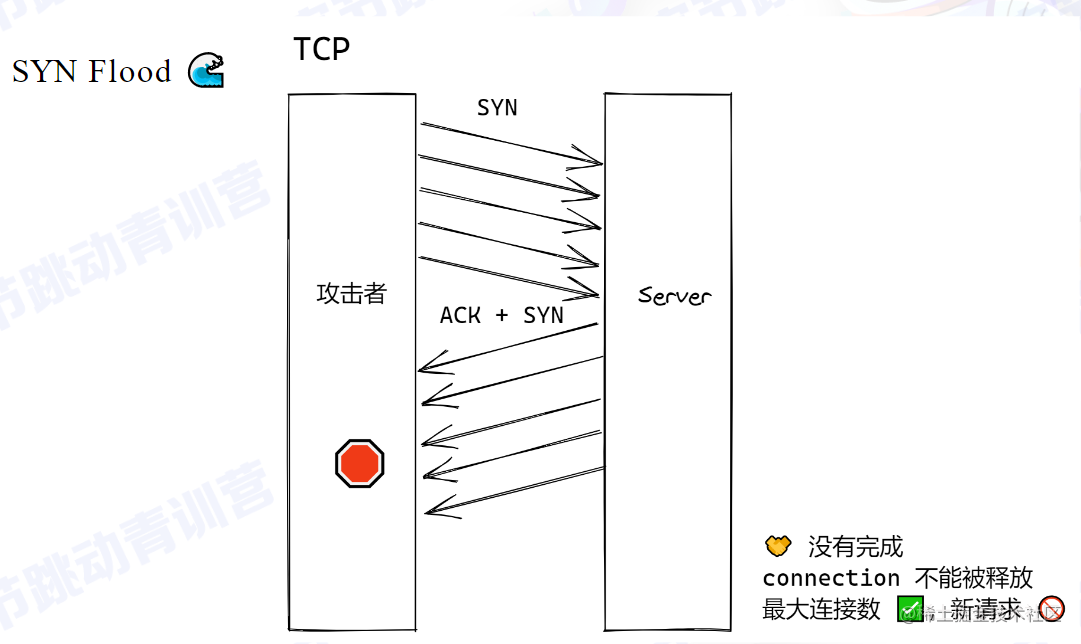 TCP
SYN Flood
SYN
攻击者
Server
ACK + SYN
没有完成
connection 不能被释放
最大连接数 新请求
@稀土掘金技术社区
节跳动青训营
节跳动青训营